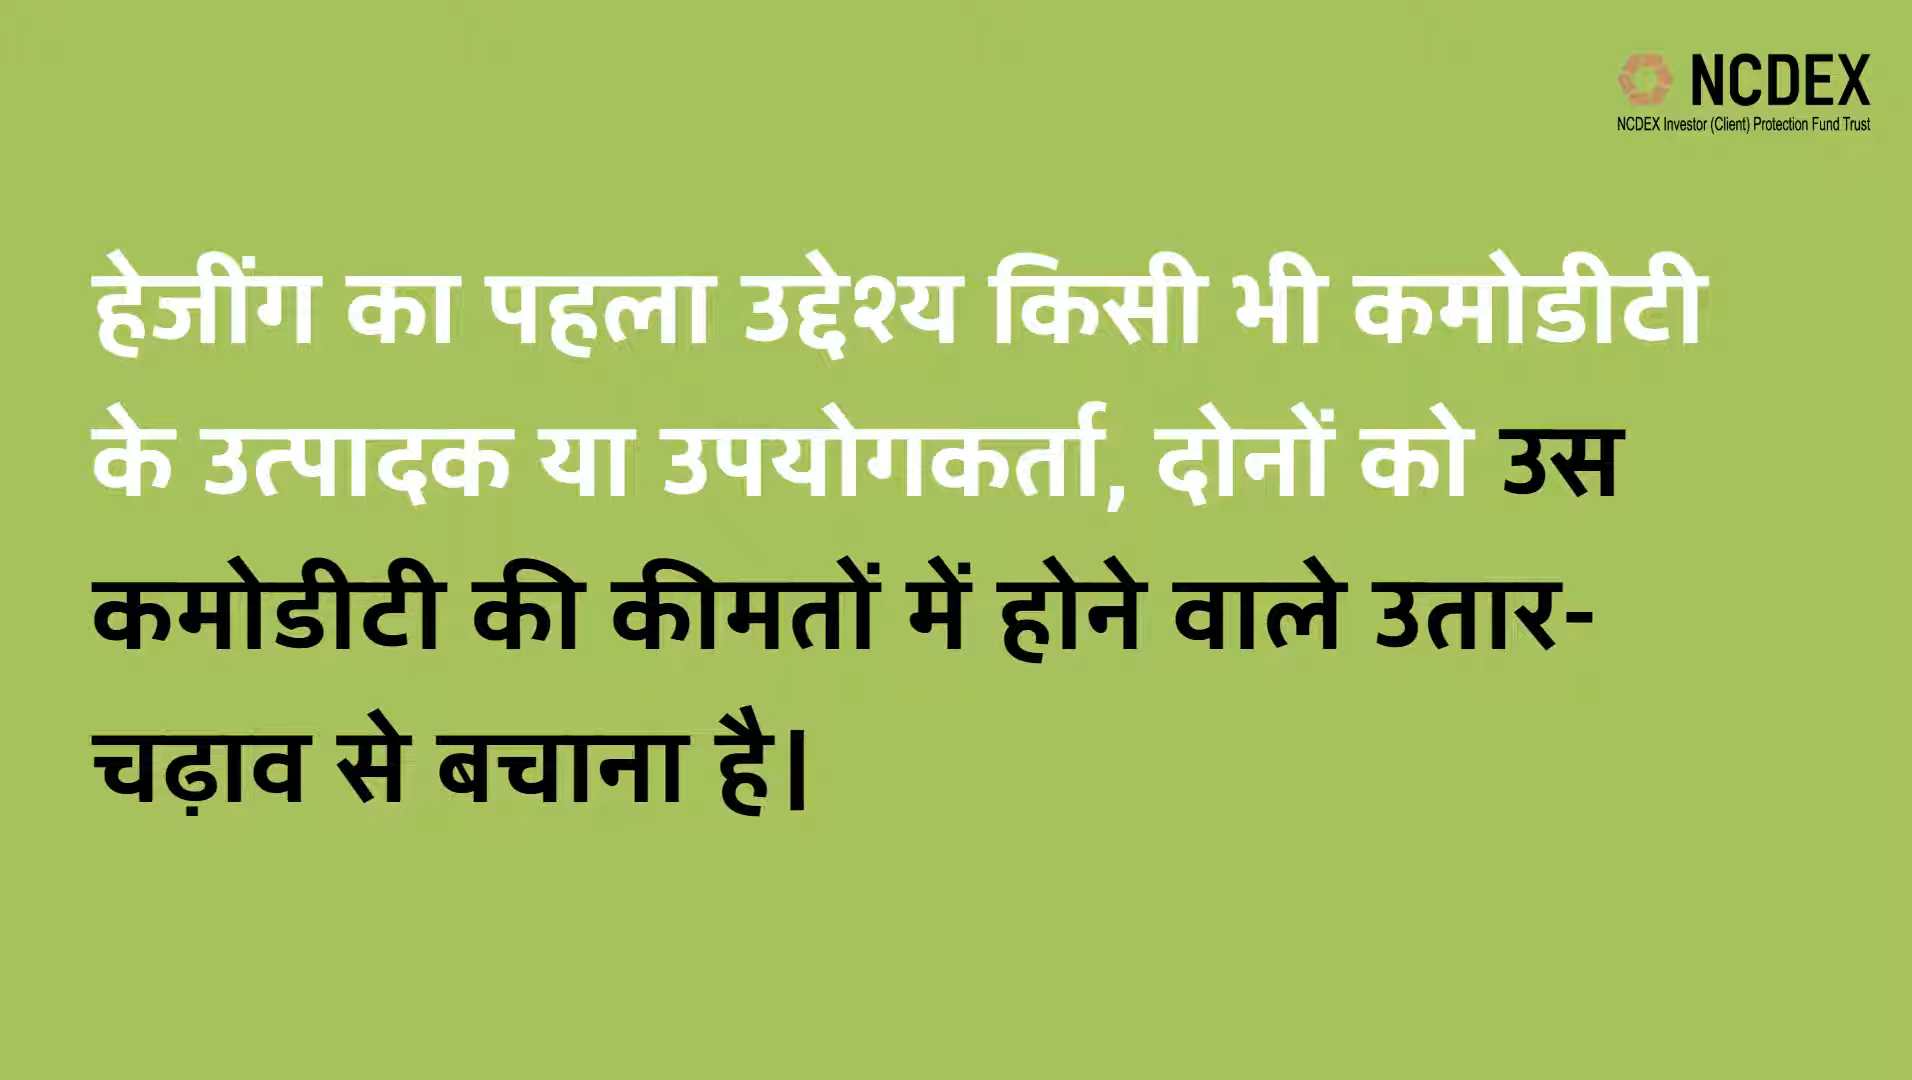 NCDEX
NCDEX Investor (Client) Protection Fund Trust
हेजींग का पहला उद्देश्य किसी भी कमोडीटी
के उत्पादक या उपयोगकर्ता, दोनों को उस
कमोडीटी की कीमतों में होने वाले उतार-
चढ़ाव से बचाना है।